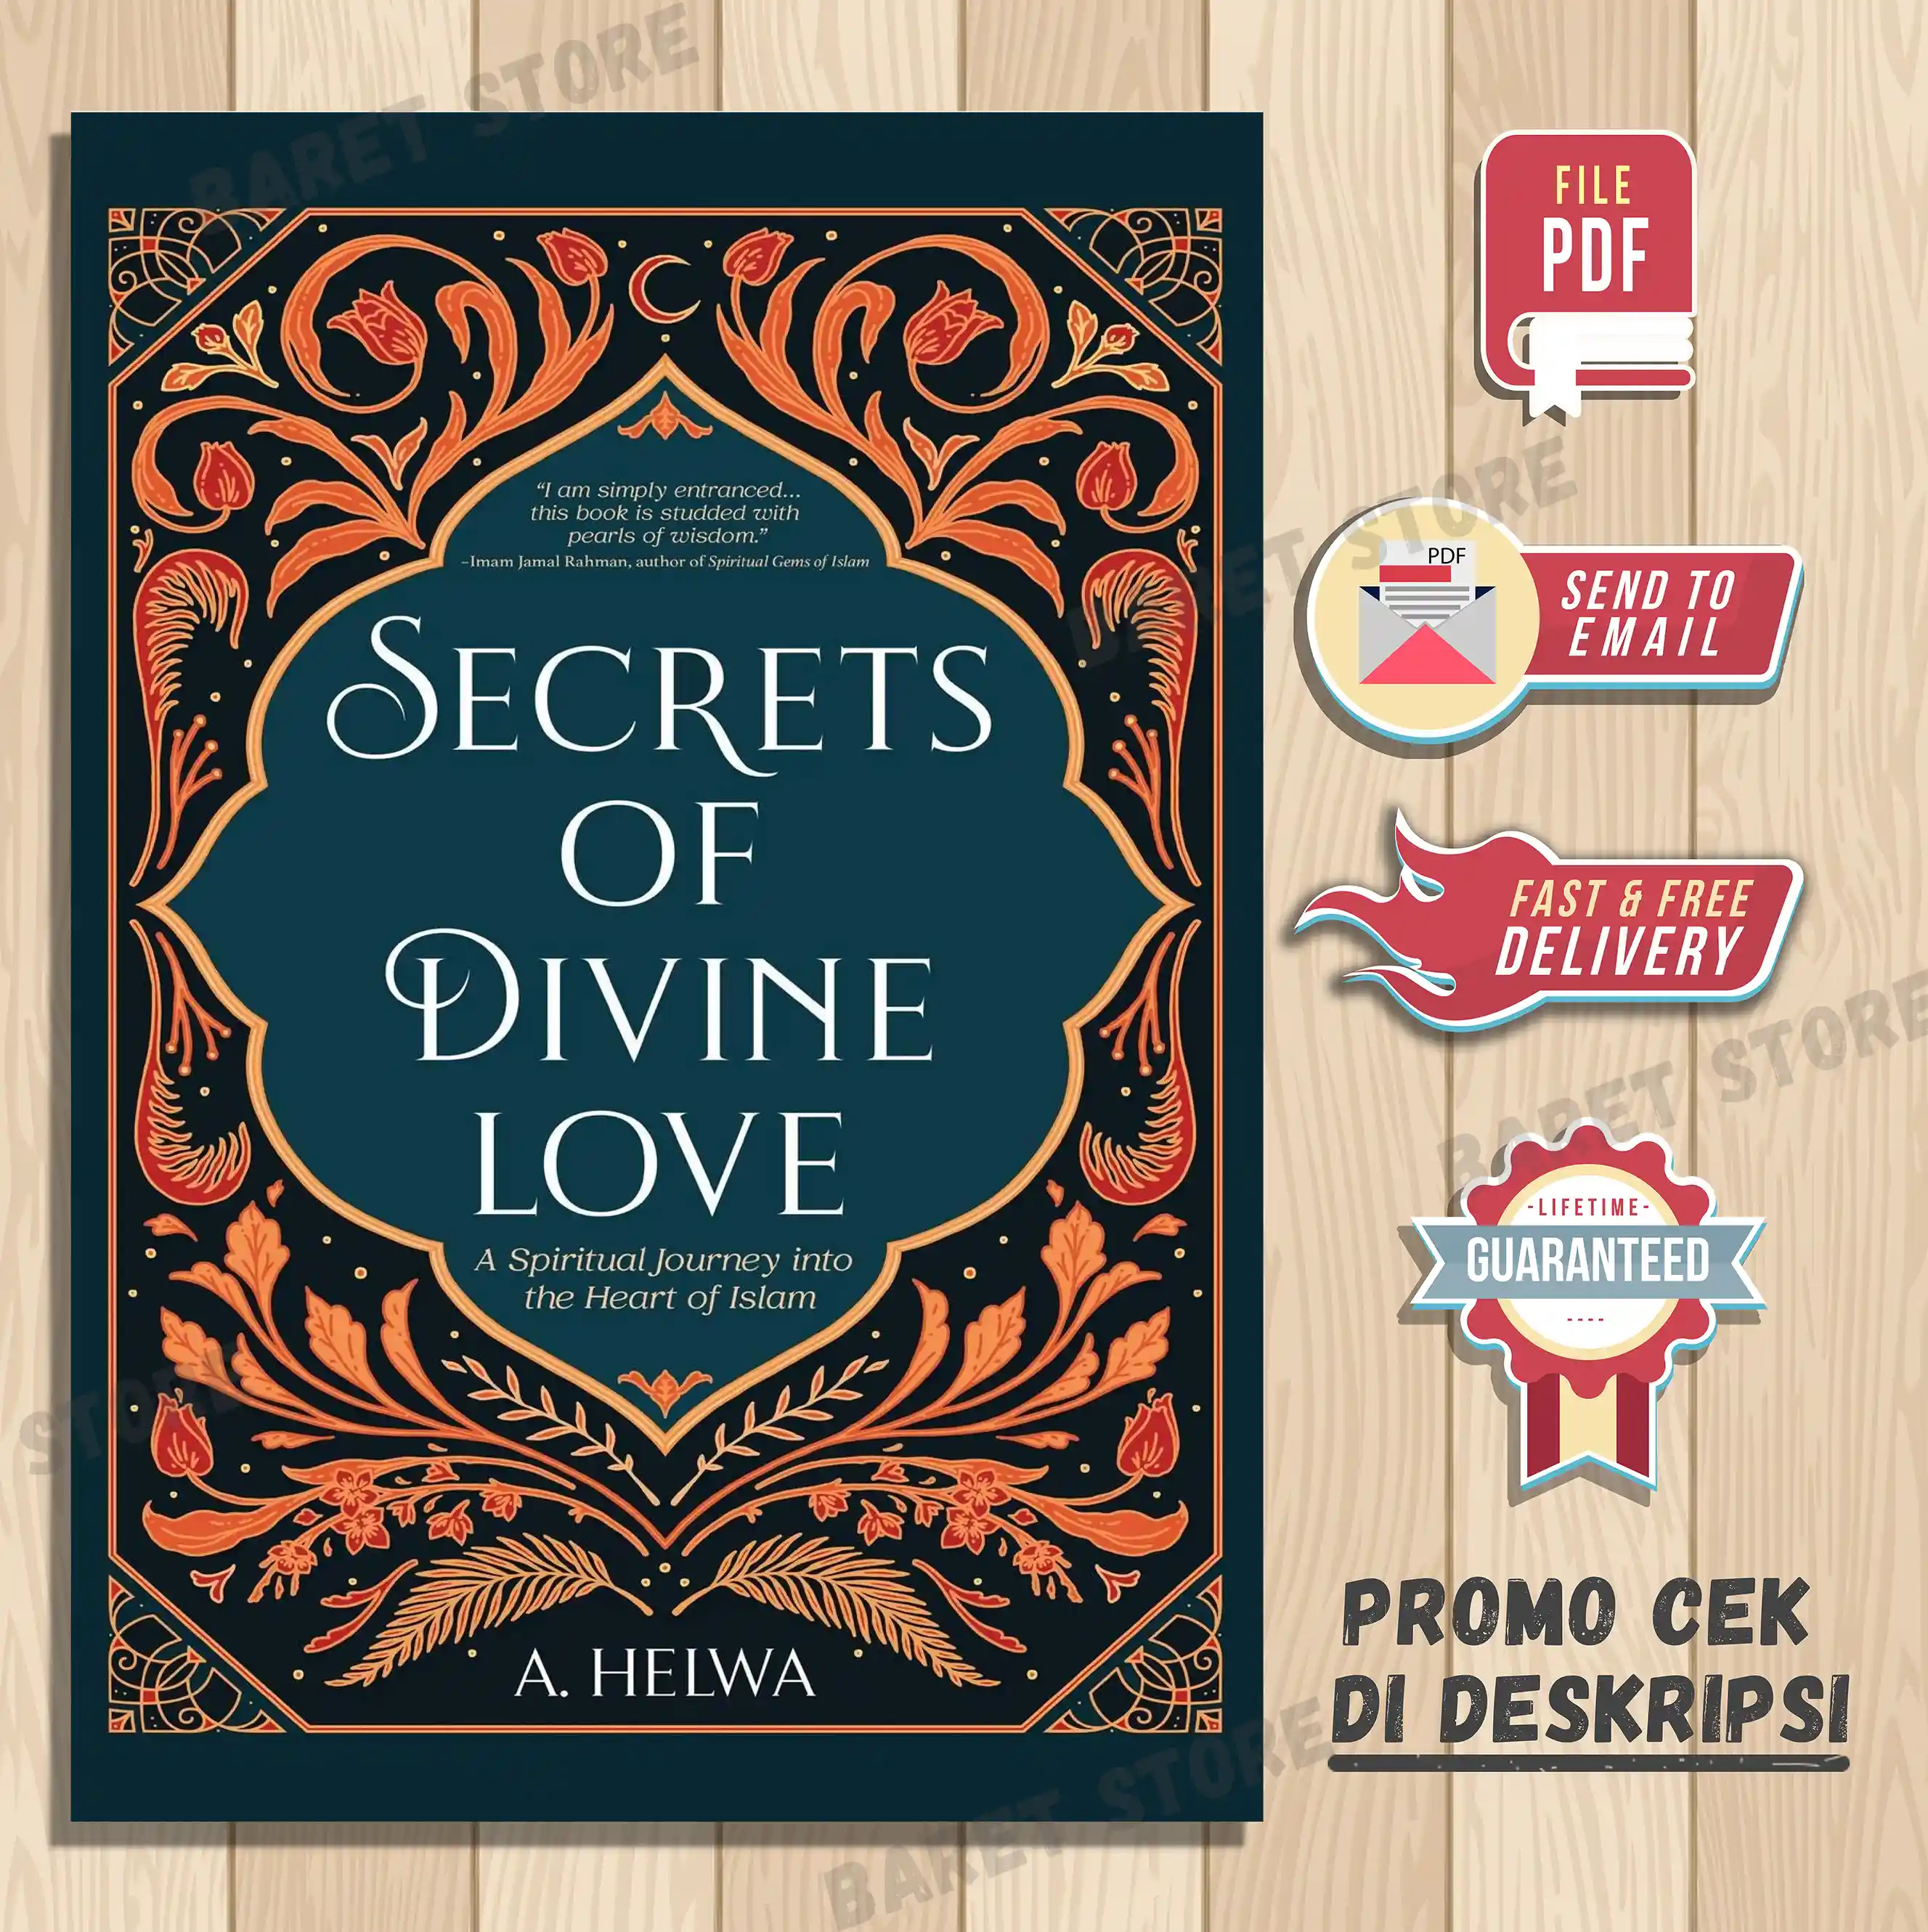 BARET STORE
"I am simply entranced...
this book is studded with
pearls of wisdom."
–Imam Jamal Rahman, author of Spiritual Gems of Islam
SECRETS
OF
DIVINE
LOVE
A Spiritual Journey into
the Heart of Islam
A. HELWA
FILE
PDF
BARET STORE
PDF
SEND TO
EMAIL
FAST & FREE
DELIVERY
BARET STORE
-LIFETIME-
GUARANTEED
----
STORE
PROMO CEK
DI DESKRIPSI
BARET STORE